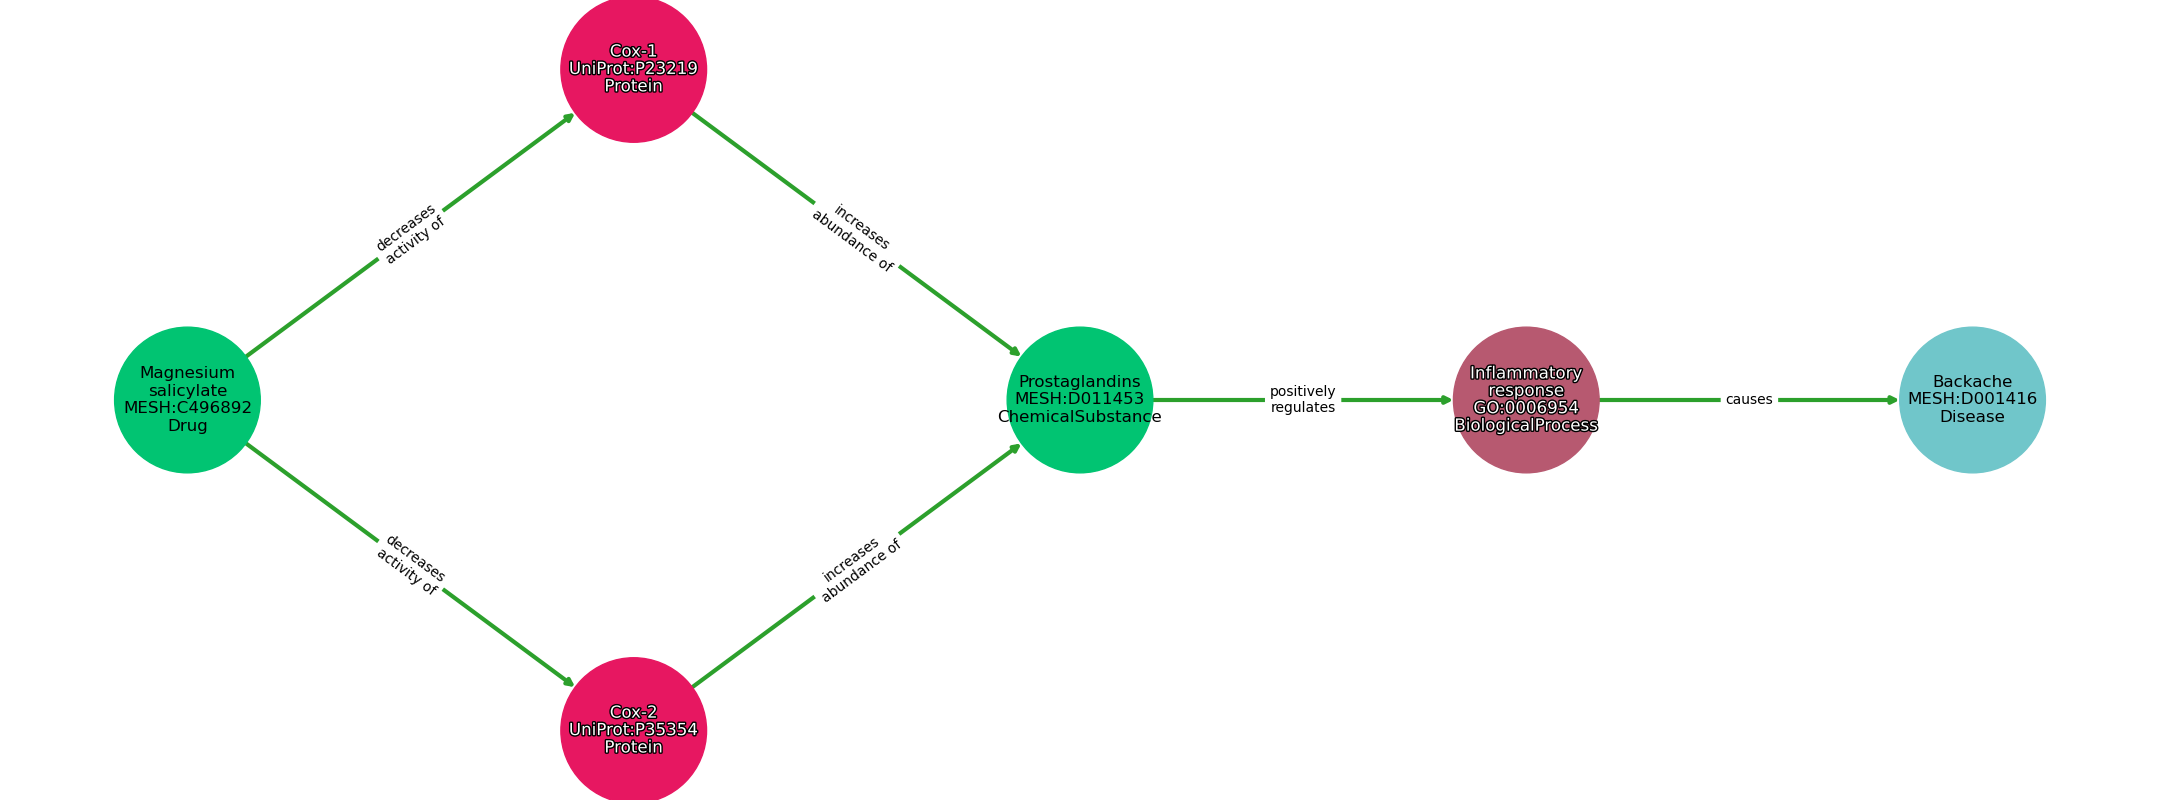 Cox-1
UniProt:P23219
Protein
decreases
activity of
increases
abundance of
Magnesium
salicylate
MESH:C496892
Drug
Prostaglandins
MESH:D011453
ChemicalSubstance
positively
regulates
Inflammatory
response
GO:0006954
BiologicalProcess
causes
Backache
MESH:D001416
Disease
decreases
activity of
increases
abundance of
Cox-2
UniProt:P35354
Protein